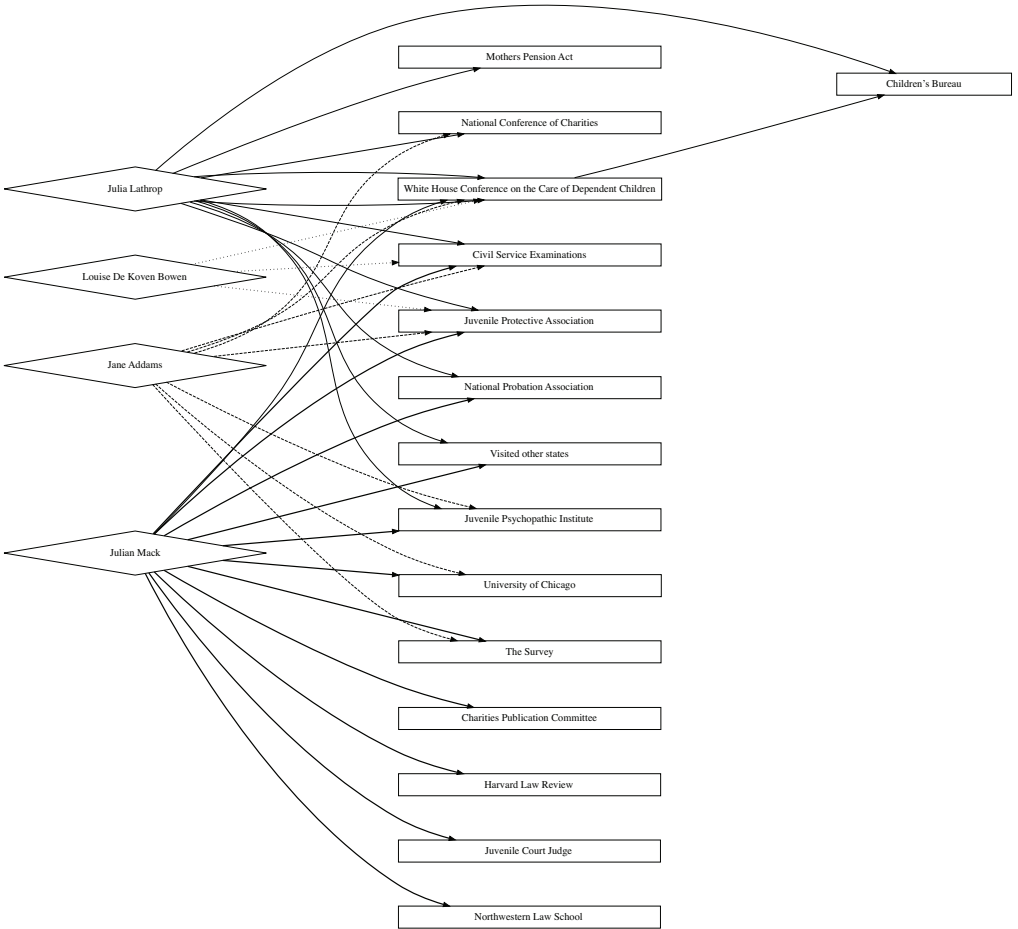 Mothers Pension Act
Children's Bureau
National Conference of Charities
Julia Lathrop
White House Conference on the Care of Dependent Children
Civil Service Examinations
Louise De Koven Bowen
Juvenile Protective Association
Jane Addams
National Probation Association
Visited other states
Juvenile Psychopathic Institute
Julian Mack
University of Chicago
The Survey
Charities Publication Committee
Harvard Law Review
Juvenile Court Judge
Northwestern Law School